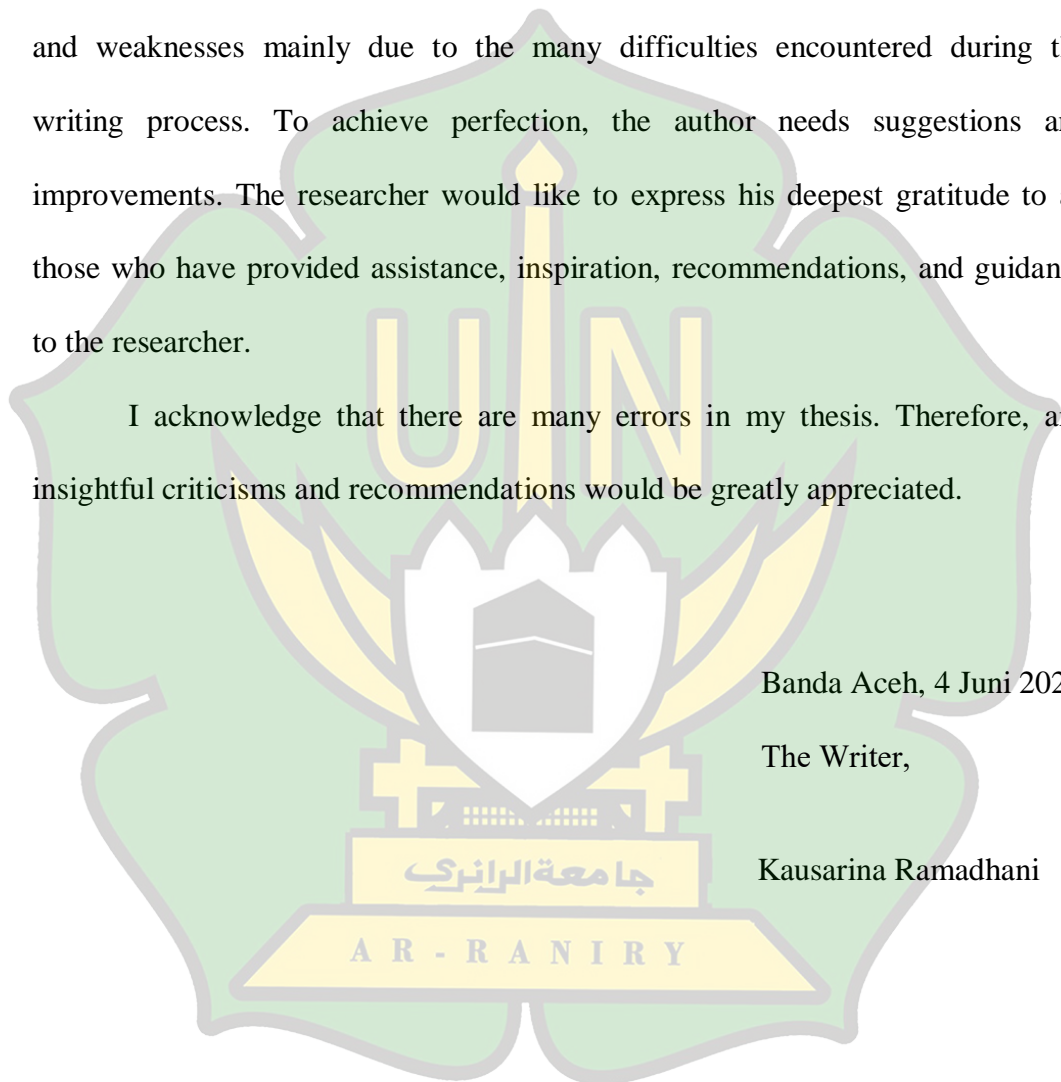 and weaknesses mainly due to the many difficulties encountered during
writing process. To achieve perfection, the author needs suggestions
improvements. The researcher would like to express his deepest gratitude to
those who have provided assistance, inspiration, recommendations, and
to the researcher.
I acknowledge that there are many errors in my thesis. Therefore,
insightful criticisms and recommendations would be greatly appreciated.
UIN
Banda Aceh, 4 Juni
The Writer,
جامعة الرانري
Kausarina Ramadhani
AR-RANIRY